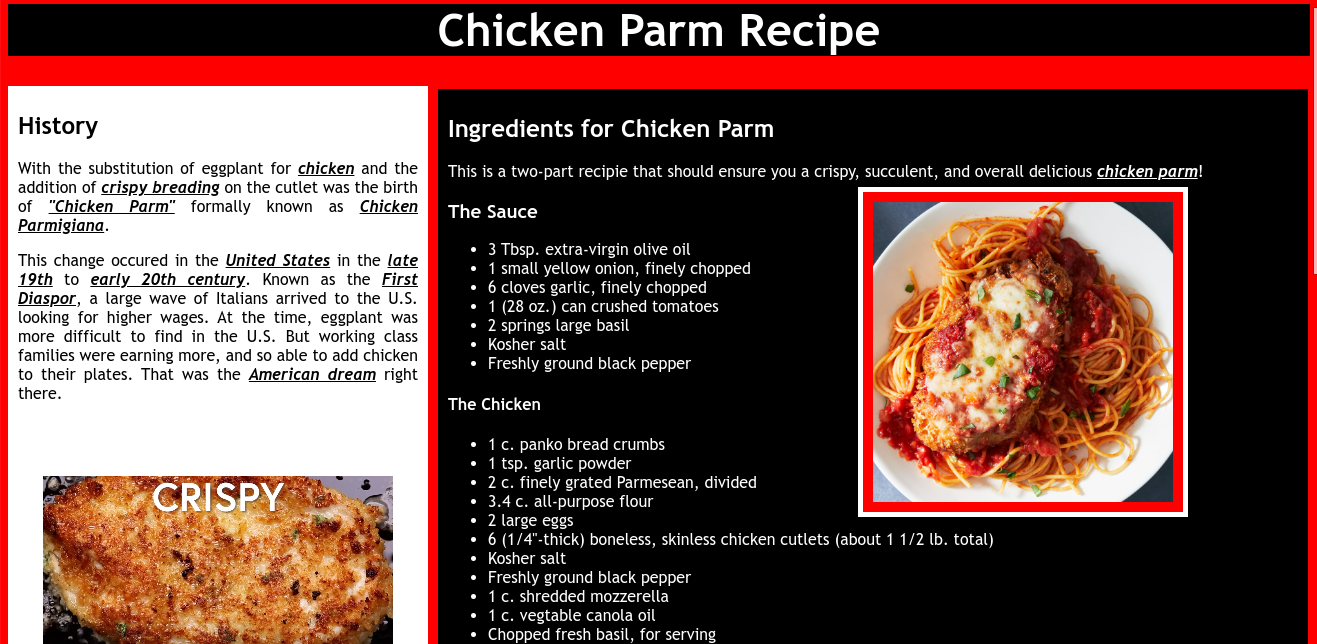 Chicken Parm Recipe
History
With the substitution of eggplant for chicken and the
addition of crispy breading on the cutlet was the birth
of "Chicken Parm" formally known as Chicken
Parmigiana.
This change occured in the United States in the late
19th to early 20th century. Known as the First
Diaspor, a large wave of Italians arrived to the U.S.
looking for higher wages. At the time, eggplant was
more difficult to find in the U.S. But working class
families were earning more, and so able to add chicken
to their plates. That was the American dream right
there.
CRISPY
Ingredients for Chicken Parm
This is a two-part recipie that should ensure you a crispy, succulent, and overall delicious chicken parm!
The Sauce
• 3 Tbsp. extra-virgin olive oil
• 1 small yellow onion, finely chopped
• 6 cloves garlic, finely chopped
• 1 (28 oz.) can crushed tomatoes
• 2 springs large basil
• Kosher salt
• Freshly ground black pepper
The Chicken
• 1 c. panko bread crumbs
• 1 tsp. garlic powder
• 2 c. finely grated Parmesean, divided
• 3.4 c. all-purpose flour
• 2 large eggs
• 6 (1/4"-thick) boneless, skinless chicken cutlets (about 1 1/2 lb. total)
• Kosher salt
• Freshly ground black pepper
• 1 c. shredded mozzerella
• 1 c. vegtable canola oil
• Chopped fresh basil, for serving